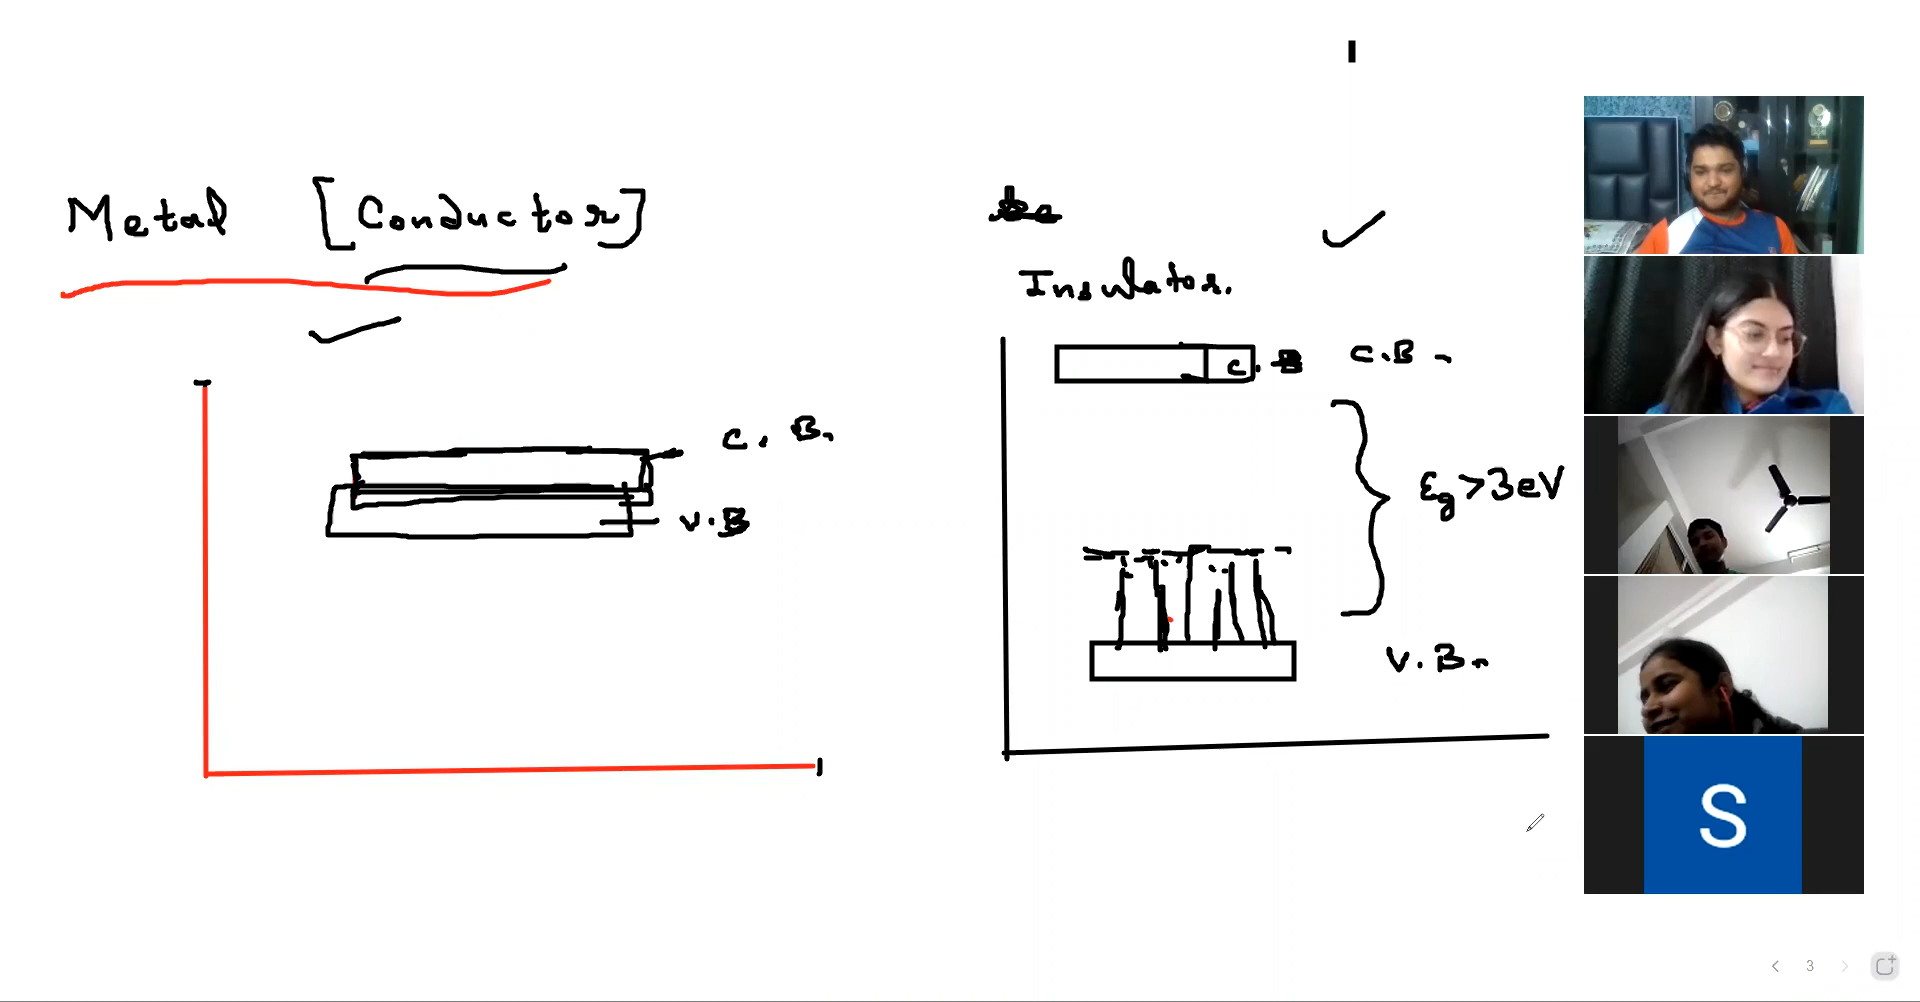 Metal [Conductor]
C. B.
V.B
Insulator.
C. B C.B.
Eg>3eV
V.B.
S
3